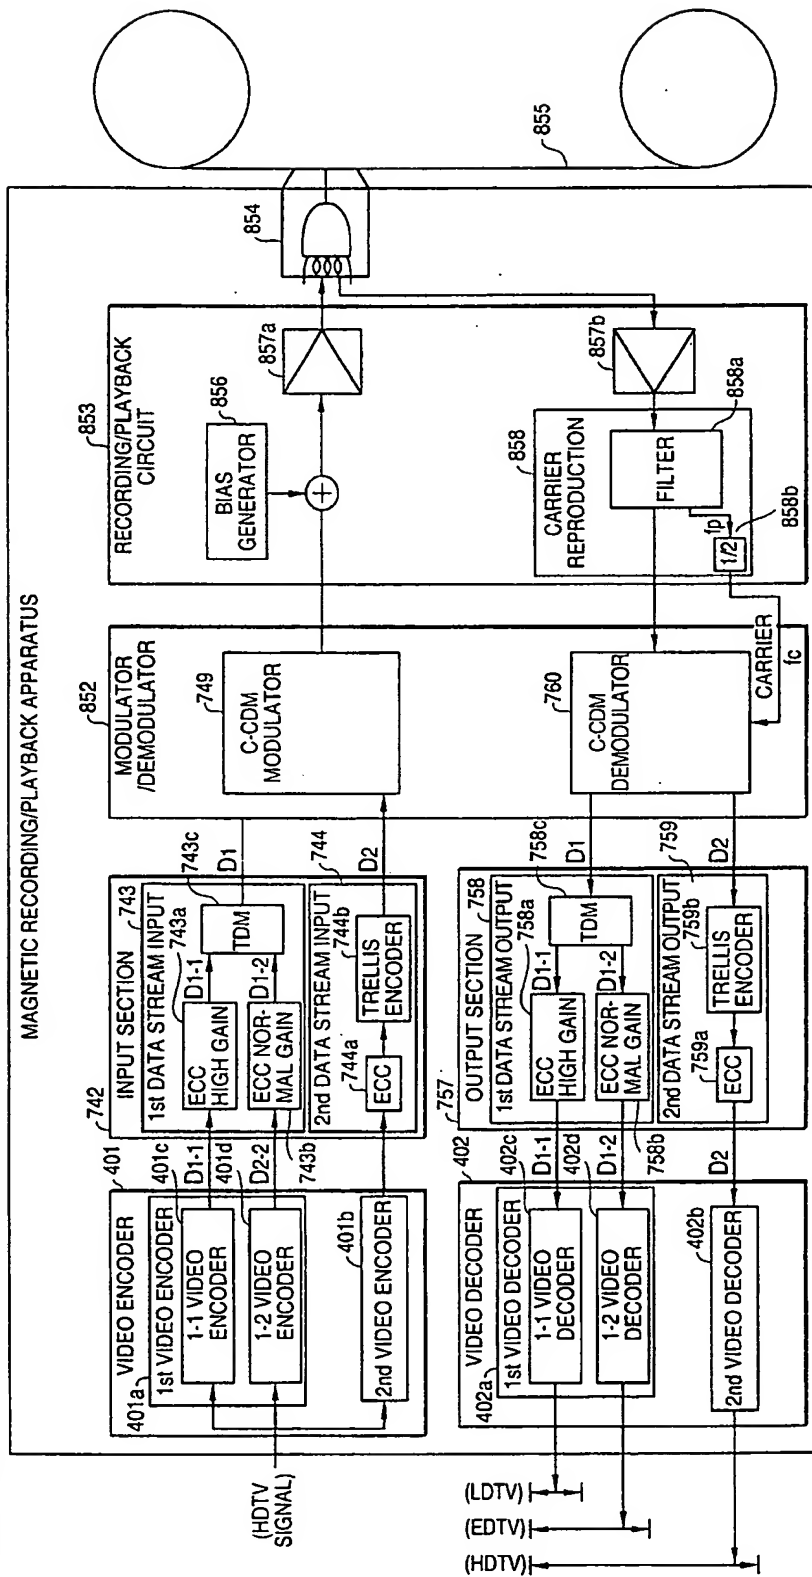 MAGNETIC RECORDING/PLAYBACK APPARATUS
(HDTV
SIGNAL)
401
VIDEO ENCODER
401a
1st VIDEO ENCODER
401c
1-1 VIDEO
ENCODER
401d
1-2 VIDEO
ENCODER
401b
2nd VIDEO ENCODER
D1-1
D2-2
742
INPUT SECTION
743
1st DATA STREAM INPUT
743a
ECC
HIGH GAIN
743b
ECC NOR-
MAL GAIN
D1-1
D1-2
743c
TDM
744
2nd DATA STREAM INPUT
744a
ECC
744b
TRELLIS
ENCODER
D1
D2
852
MODULATOR
/DEMODULATOR
749
C-CDM
MODULATOR
853
RECORDING/PLAYBACK
CIRCUIT
856
BIAS
GENERATOR
+
857a
854
855
(LDTV)
(EDTV)
(HDTV)
402
VIDEO DECODER
402a
1st VIDEO DECODER
402c
1-1 VIDEO
DECODER
402d
1-2 VIDEO
DECODER
402b
2nd VIDEO DECODER
D1-1
D1-2
D2
757
OUTPUT SECTION
758
1st DATA STREAM OUTPUT
758a
ECC
HIGH GAIN
758b
ECC NOR-
MAL GAIN
D1-1
D1-2
758c
TDM
759
2nd DATA STREAM OUTPUT
759a
ECC
759b
TRELLIS
ENCODER
D1
D2
760
C-CDM
DEMODULATOR
CARRIER
fc
858
CARRIER
REPRODUCTION
858a
FILTER
fp
858b
1/2
857b